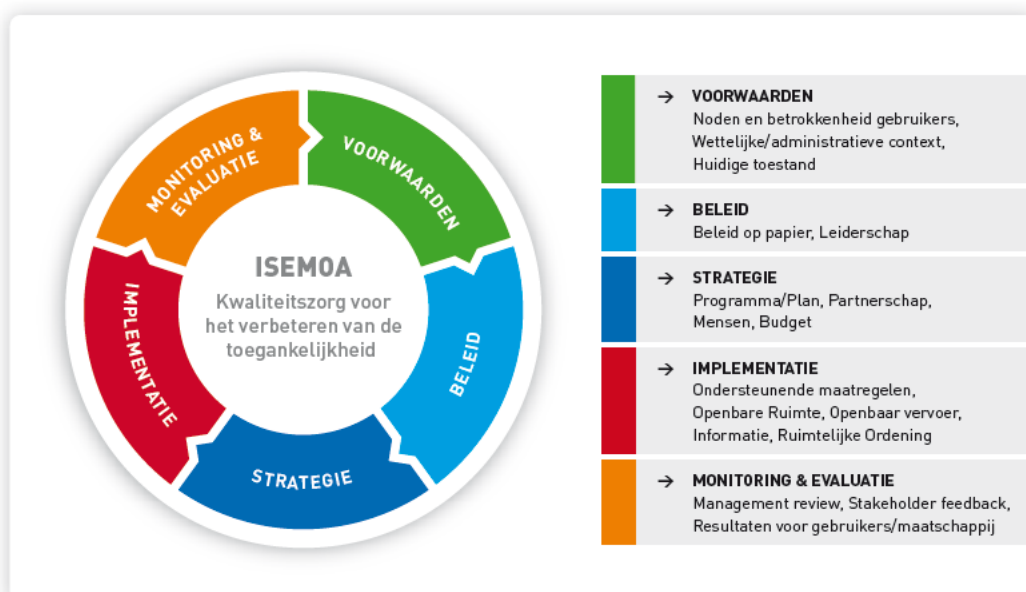 MONITORING &
EVALUATIE
VOORWAARDEN
ISEMOA
Kwaliteitszorg voor
het verbeteren van de
toegankelijkheid
IMPLEMENTATIE
BELEID
STRATEGIE
→ VOORWAARDEN
Noden en betrokkenheid gebruikers,
Wettelijke/administratieve context,
Huidige toestand
→ BELEID
Beleid op papier, Leiderschap
→ STRATEGIE
Programma/Plan, Partnerschap,
Mensen, Budget
→ IMPLEMENTATIE
Ondersteunende maatregelen,
Openbare Ruimte, Openbaar vervoer,
Informatie, Ruimtelijke Ordening
→ MONITORING & EVALUATIE
Management review, Stakeholder feedback,
Resultaten voor gebruikers/maatschappij